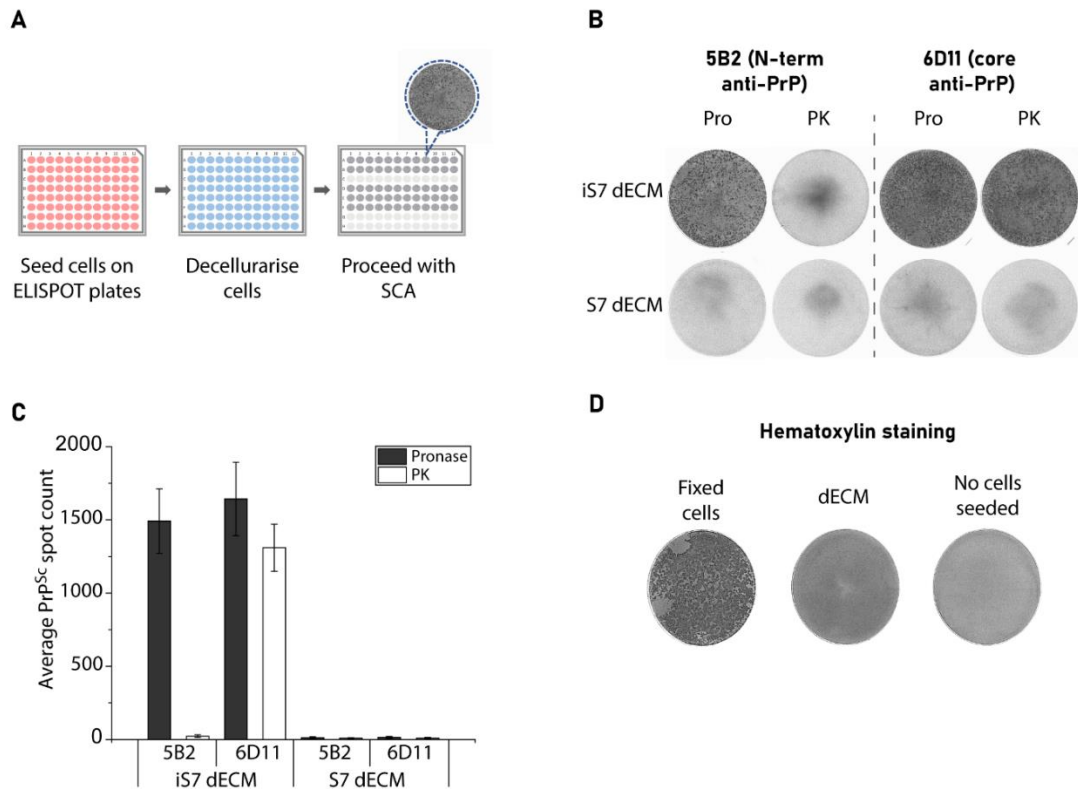 A
Seed cells on
ELISPOT plates
Decellurarise
cells
Proceed with
SCA
B
5B2 (N-term
anti-PrP)
6D11 (core
anti-PrP)
Pro PK Pro PK
iS7 dECM
S7 dECM
C
Average PrPSc spot count
2000
1500
1000
500
0
Pronase
PK
5B2 6D11 5B2 6D11
iS7 dECM S7 dECM
D
Hematoxylin staining
Fixed
cells
dECM
No cells
seeded